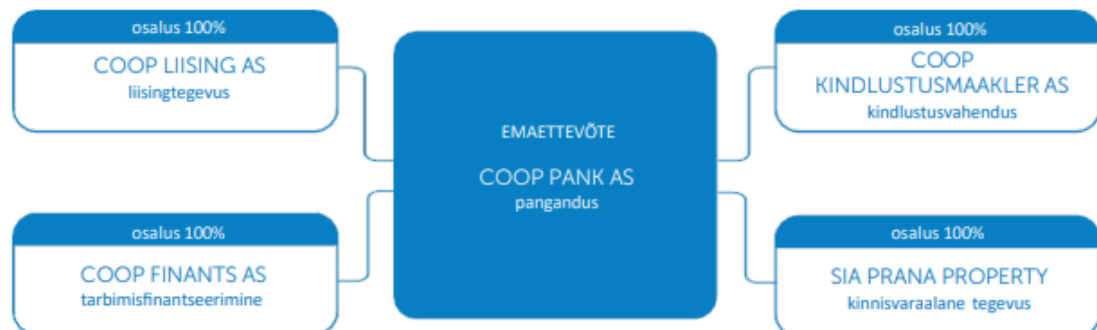 osalus 100%
COOP LIISING AS
liisingtegevus
osalus 100%
COOP FINANTS AS
tarbimisfinantseerimine
EMAETTEVÕTE
COOP PANK AS
pangandus
osalus 100%
COOP
KINDLUSTUSMAAKLER AS
kindlustusvahendus
osalus 100%
SIA PRANA PROPERTY
kinnisvaraalane tegevus